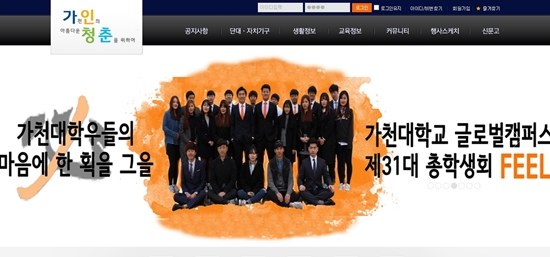 로그인
로그인유지
아이디/비번 찾기
회원가입
★ 즐겨찾기
가천인의
아름다운 청춘을 위하여
공지사항
단대·자치기구
생활정보
교육정보
커뮤니티
행사스케치
신문고
가천대학우들의
마음에 한 획을 그을
가천대학교 글로벌캠퍼스
제31대 총학생회 FEEL